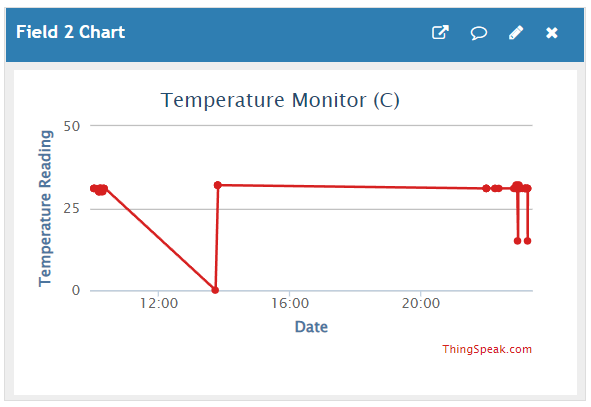 Field 2 Chart
Temperature Monitor (C)
Temperature Reading
50
25
0
12:00
16:00
20:00
Date
ThingSpeak.com